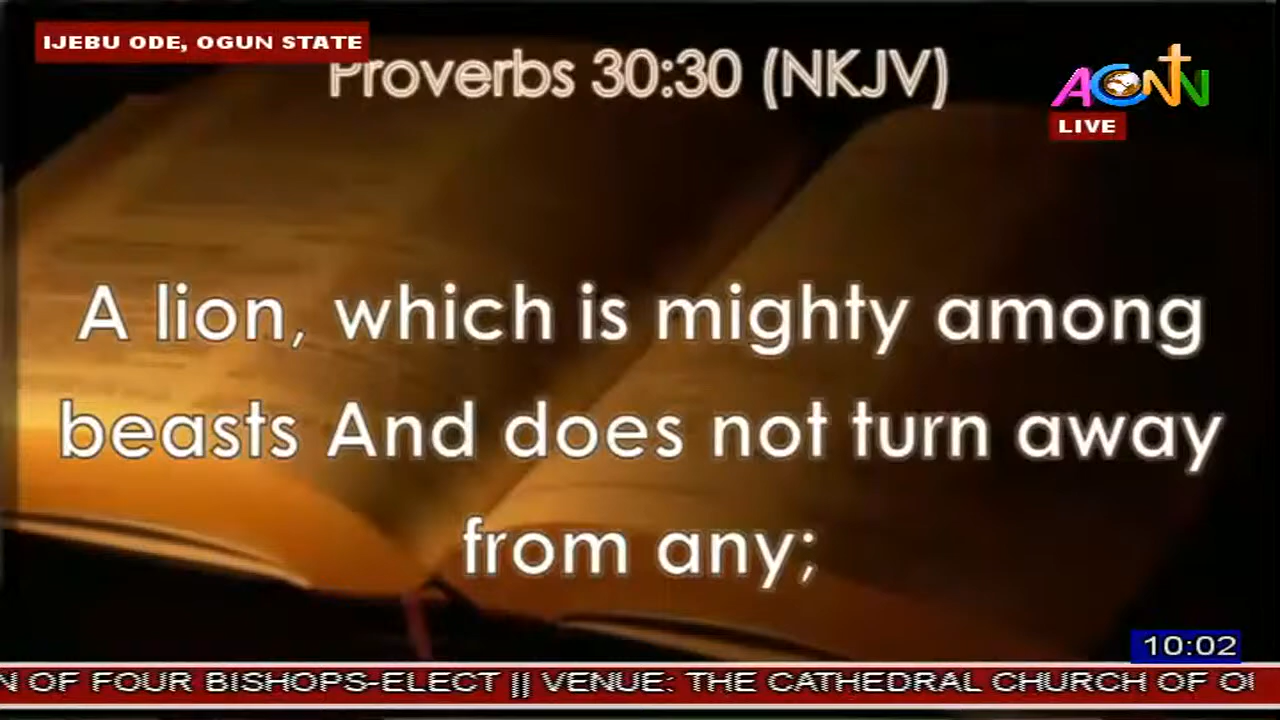 IJEBU ODE, OGUN STATE
Proverbs 30:30 (NKJV)
ACNN
LIVE
A lion, which is mighty among
beasts And does not turn away
from any;
10:02
OF FOUR BISHOPS-ELECT || VENUE: THE CATHEDRAL CHURCH OF